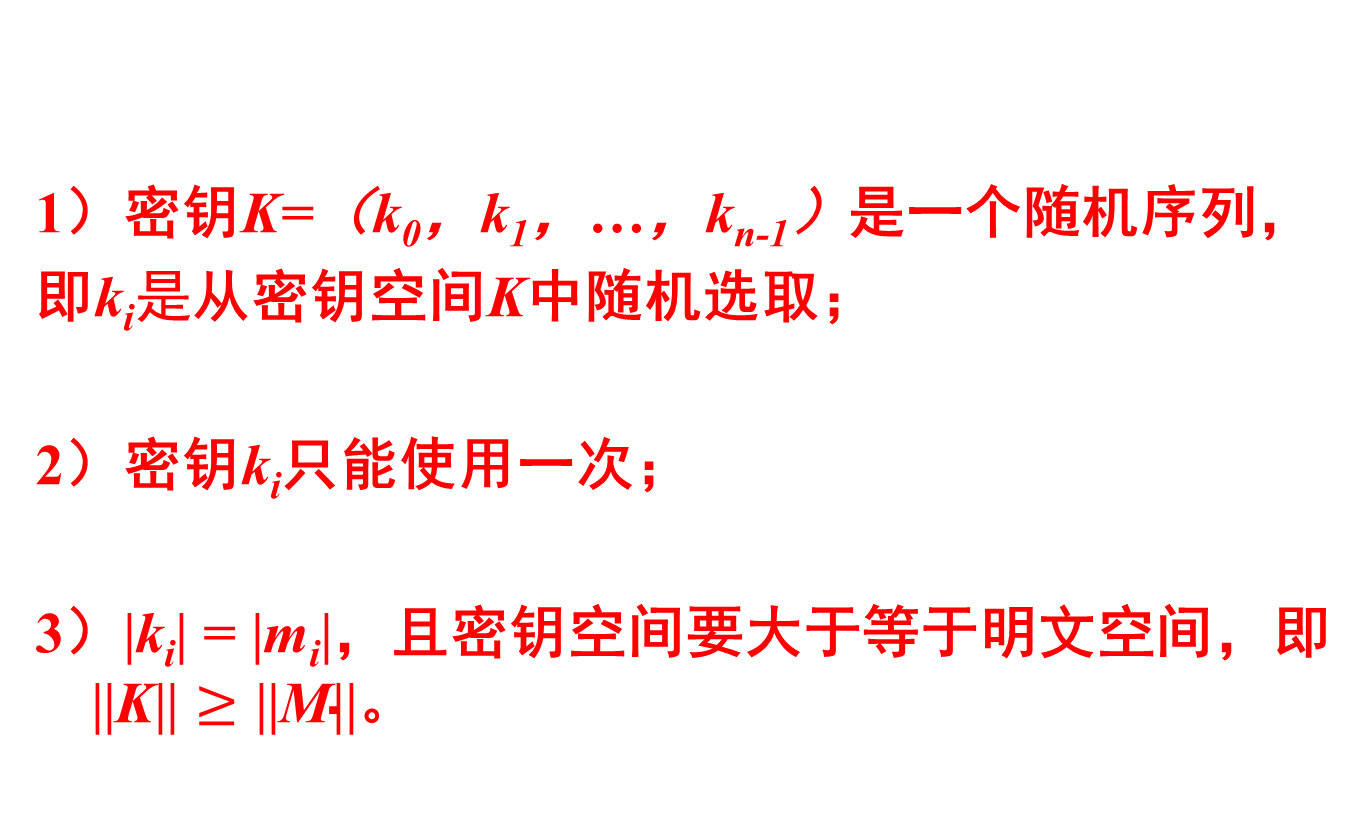 1）密钥K=（k0，k1，…，kn-1）是一个随机序列，
即ki是从密钥空间K中随机选取；
2）密钥ki只能使用一次；
3）|ki| = |mi|，且密钥空间要大于等于明文空间，即
||K|| ≥ ||M||。